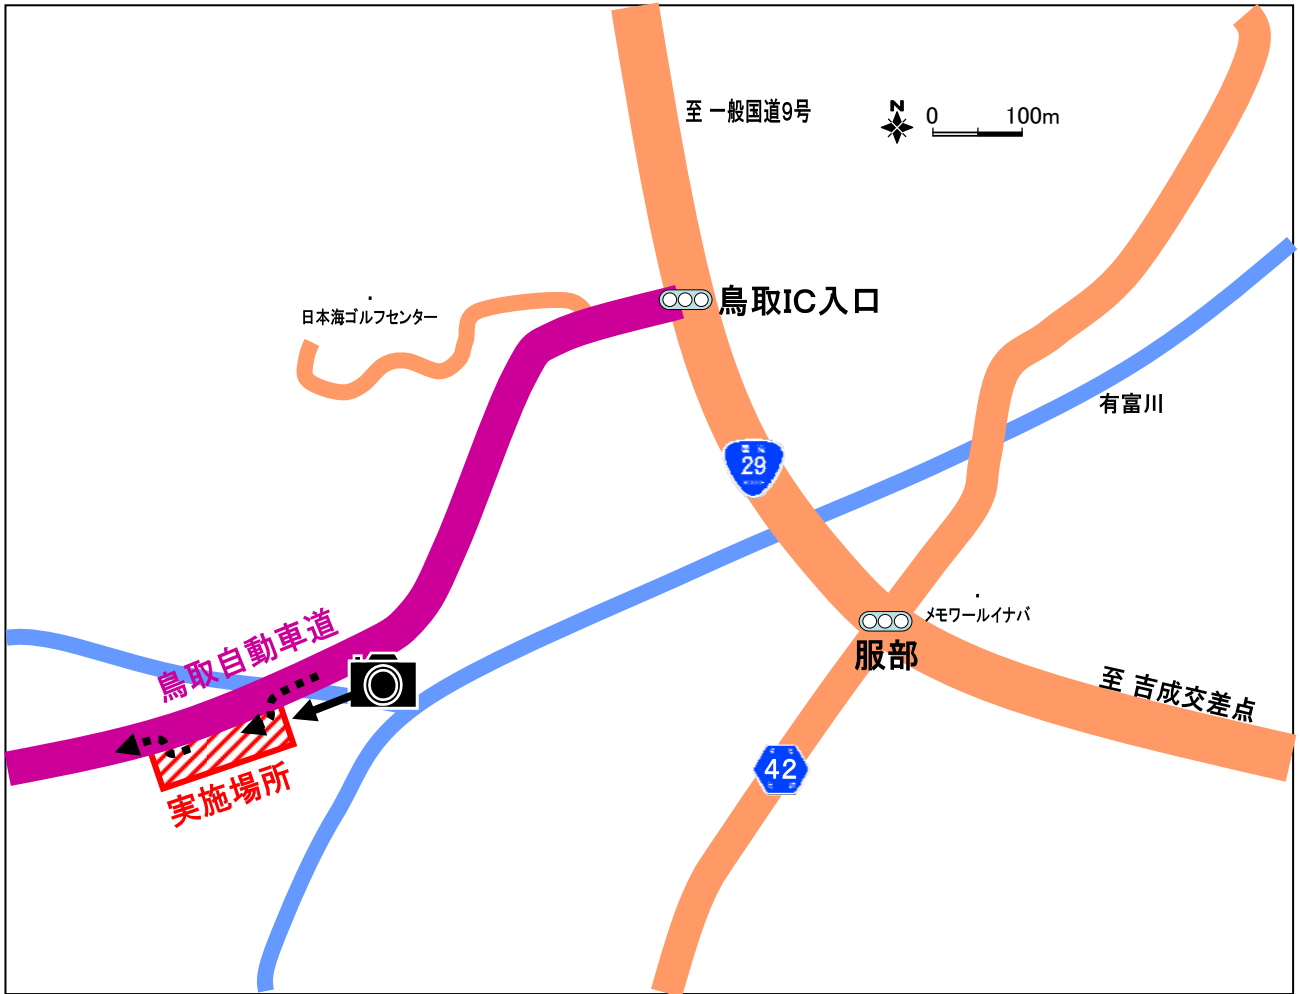 至 一般国道9号
N
0 100m
鳥取IC入口
日本海ゴルフセンター
有富川
29
メモワールイナバ
鳥取自動車道
服部
至 吉成交差点
42
実施場所